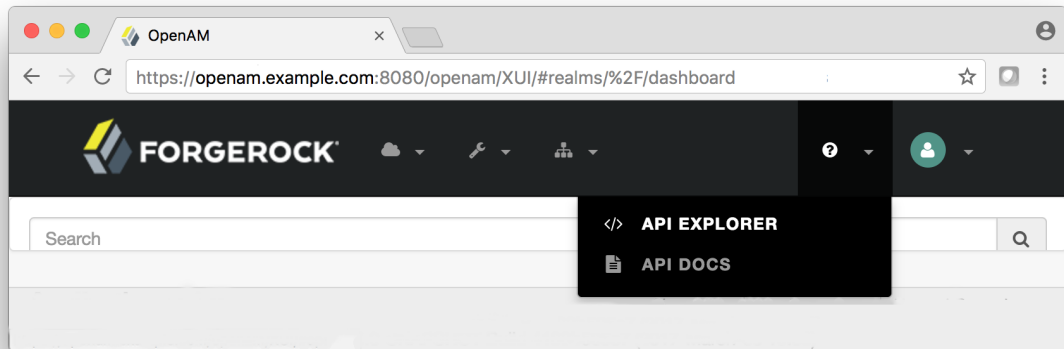 OpenAM
https://openam.example.com:8080/openam/XUI/#realms/%2F/dashboard
FORGEROCK
Search
API EXPLORER
API DOCS